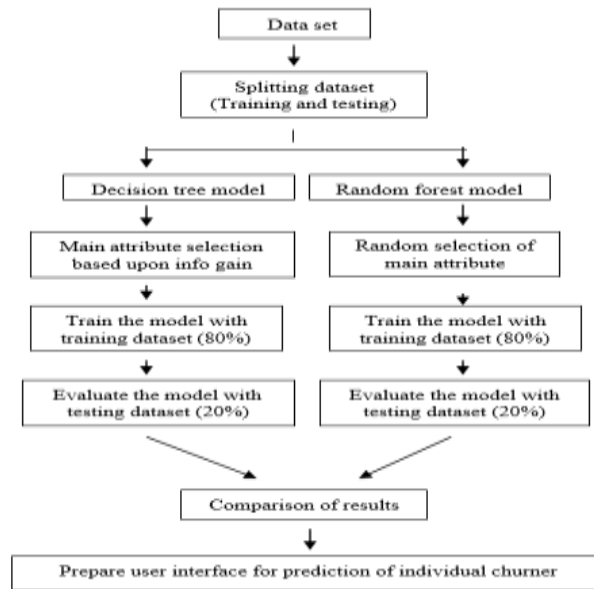 Data set
Splitting dataset
(Training and testing)
Decision tree model
Random forest model
Main attribute selection
based upon info gain
Random selection of
main attribute
Train the model with
training dataset (80%)
Train the model with
training dataset (80%)
Evaluate the model with
testing dataset (20%)
Evaluate the model with
testing dataset (20%)
Comparison of results
Prepare user interface for prediction of individual churner